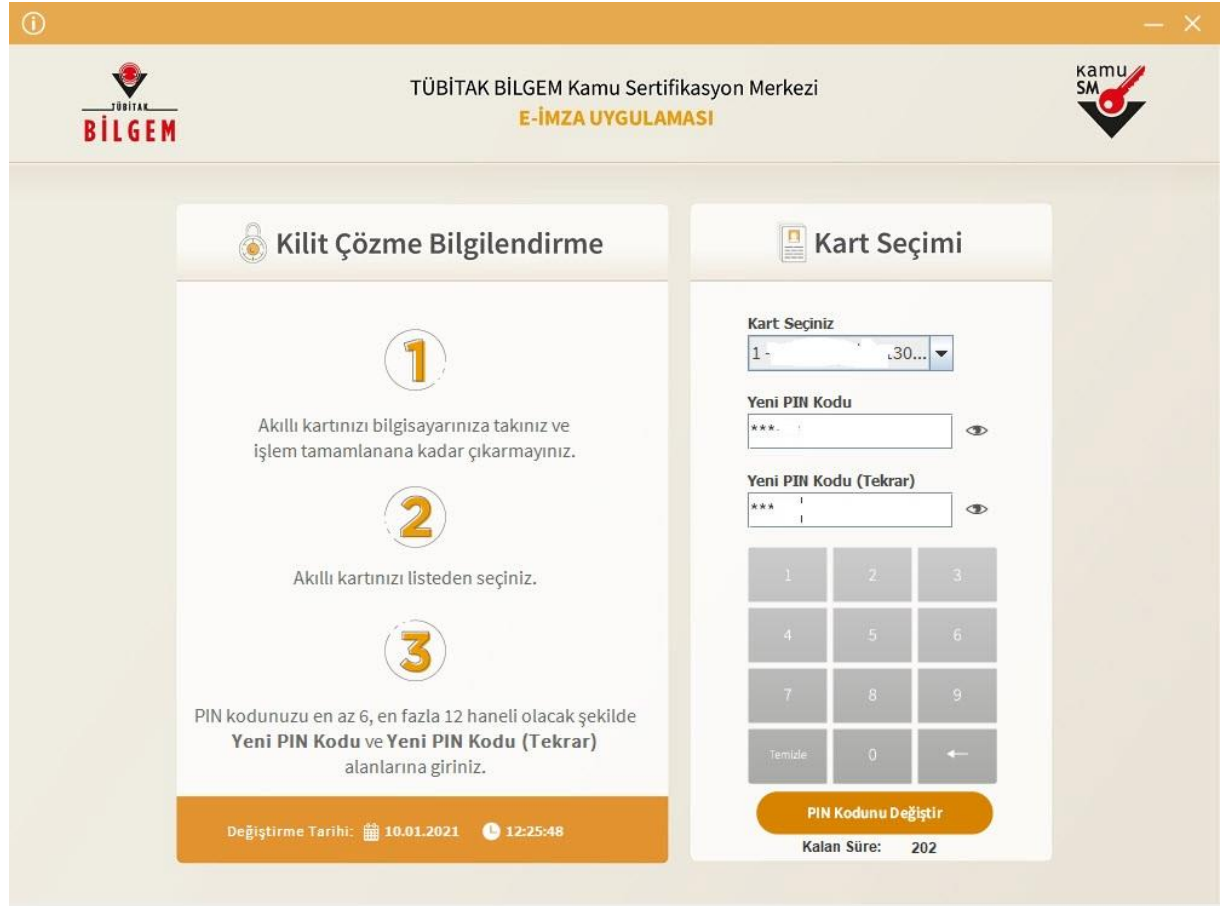 TÜBİTAK BİLGEM Kamu Sertifikasyon Merkezi
E-İMZA UYGULAMASI
TÜBİTAK
BİLGEM
Kamu
SM
Kilit Çözme Bilgilendirme
1
Akıllı kartınızı bilgisayarınıza takınız ve
işlem tamamlanana kadar çıkarmayınız.
2
Akıllı kartınızı listeden seçiniz.
3
PIN kodunuzu en az 6, en fazla 12 haneli olacak şekilde
Yeni PIN Kodu ve Yeni PIN Kodu (Tekrar)
alanlarına giriniz.
Değiştirme Tarihi: 10.01.2021 12:25:48
Kart Seçimi
Kart Seçiniz
1 - 30...
Yeni PIN Kodu
***
Yeni PIN Kodu (Tekrar)
***
1 2 3
4 5 6
7 8 9
Temizle 0 ←
PIN Kodunu Değiştir
Kalan Süre: 202